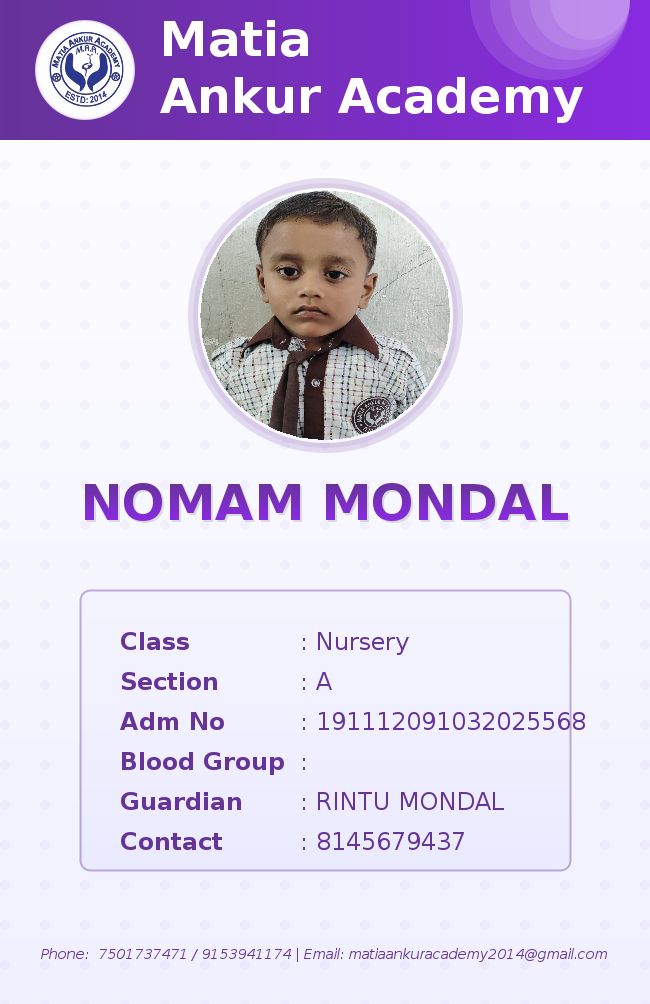 MATIA ANKUR ACADEMY
M.A.A
ESTD: 2014
Matia
Ankur Academy
NOMAM MONDAL
Class : Nursery
Section : A
Adm No : 191112091032025568
Blood Group :
Guardian : RINTU MONDAL
Contact : 8145679437
Phone: 7501737471 / 9153941174 | Email: matiaankuracademy2014@gmail.com